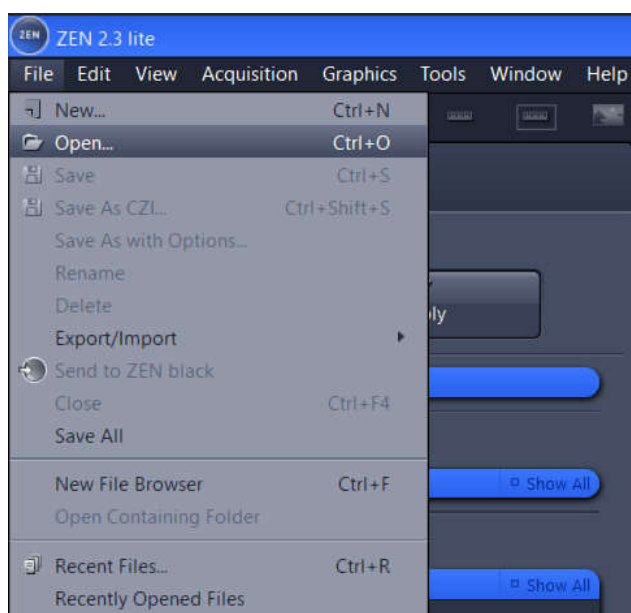 ZEN ZEN 2.3 lite
File Edit View Acquisition Graphics Tools Window Help
New... Ctrl+N
Open... Ctrl+O
Save Ctrl+S
Save As CZI... Ctrl+Shift+S
Save As with Options...
Rename
Delete
ly
Export/Import
Send to ZEN black
Close Ctrl+F4
Save All
New File Browser Ctrl+F
Show All
Open Containing Folder
Recent Files... Ctrl+R
Show All
Recently Opened Files